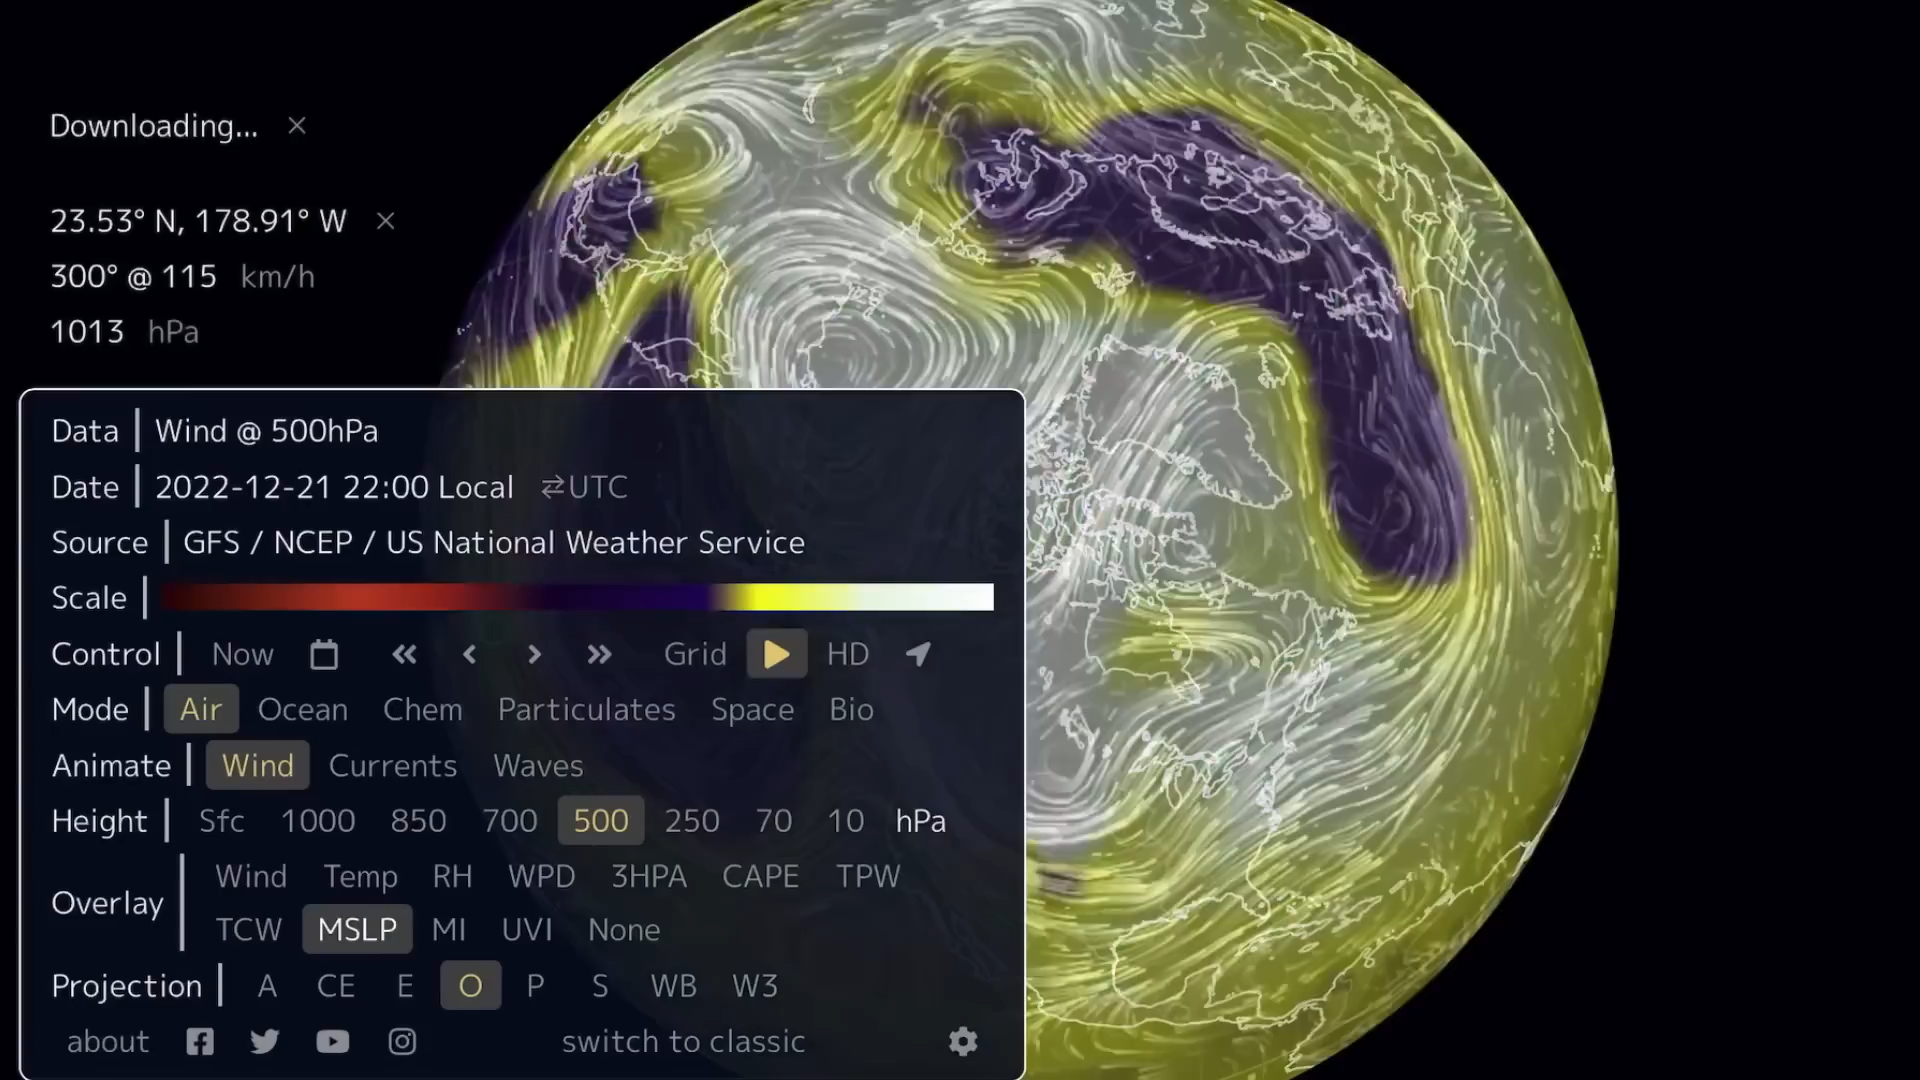 Downloading... ×
23.53° N, 178.91° W ×
300° @ 115 km/h
1013 hPa
Data | Wind @ 500hPa
Date | 2022-12-21 22:00 Local ⇄UTC
Source | GFS / NCEP / US National Weather Service
Scale |
Control | Now « ‹ › » Grid HD
Mode | Air Ocean Chem Particulates Space Bio
Animate | Wind Currents Waves
Height | Sfc 1000 850 700 500 250 70 10 hPa
Overlay | Wind Temp RH WPD 3HPA CAPE TPW
TCW MSLP MI UVI None
Projection | A CE E O P S WB W3
about switch to classic